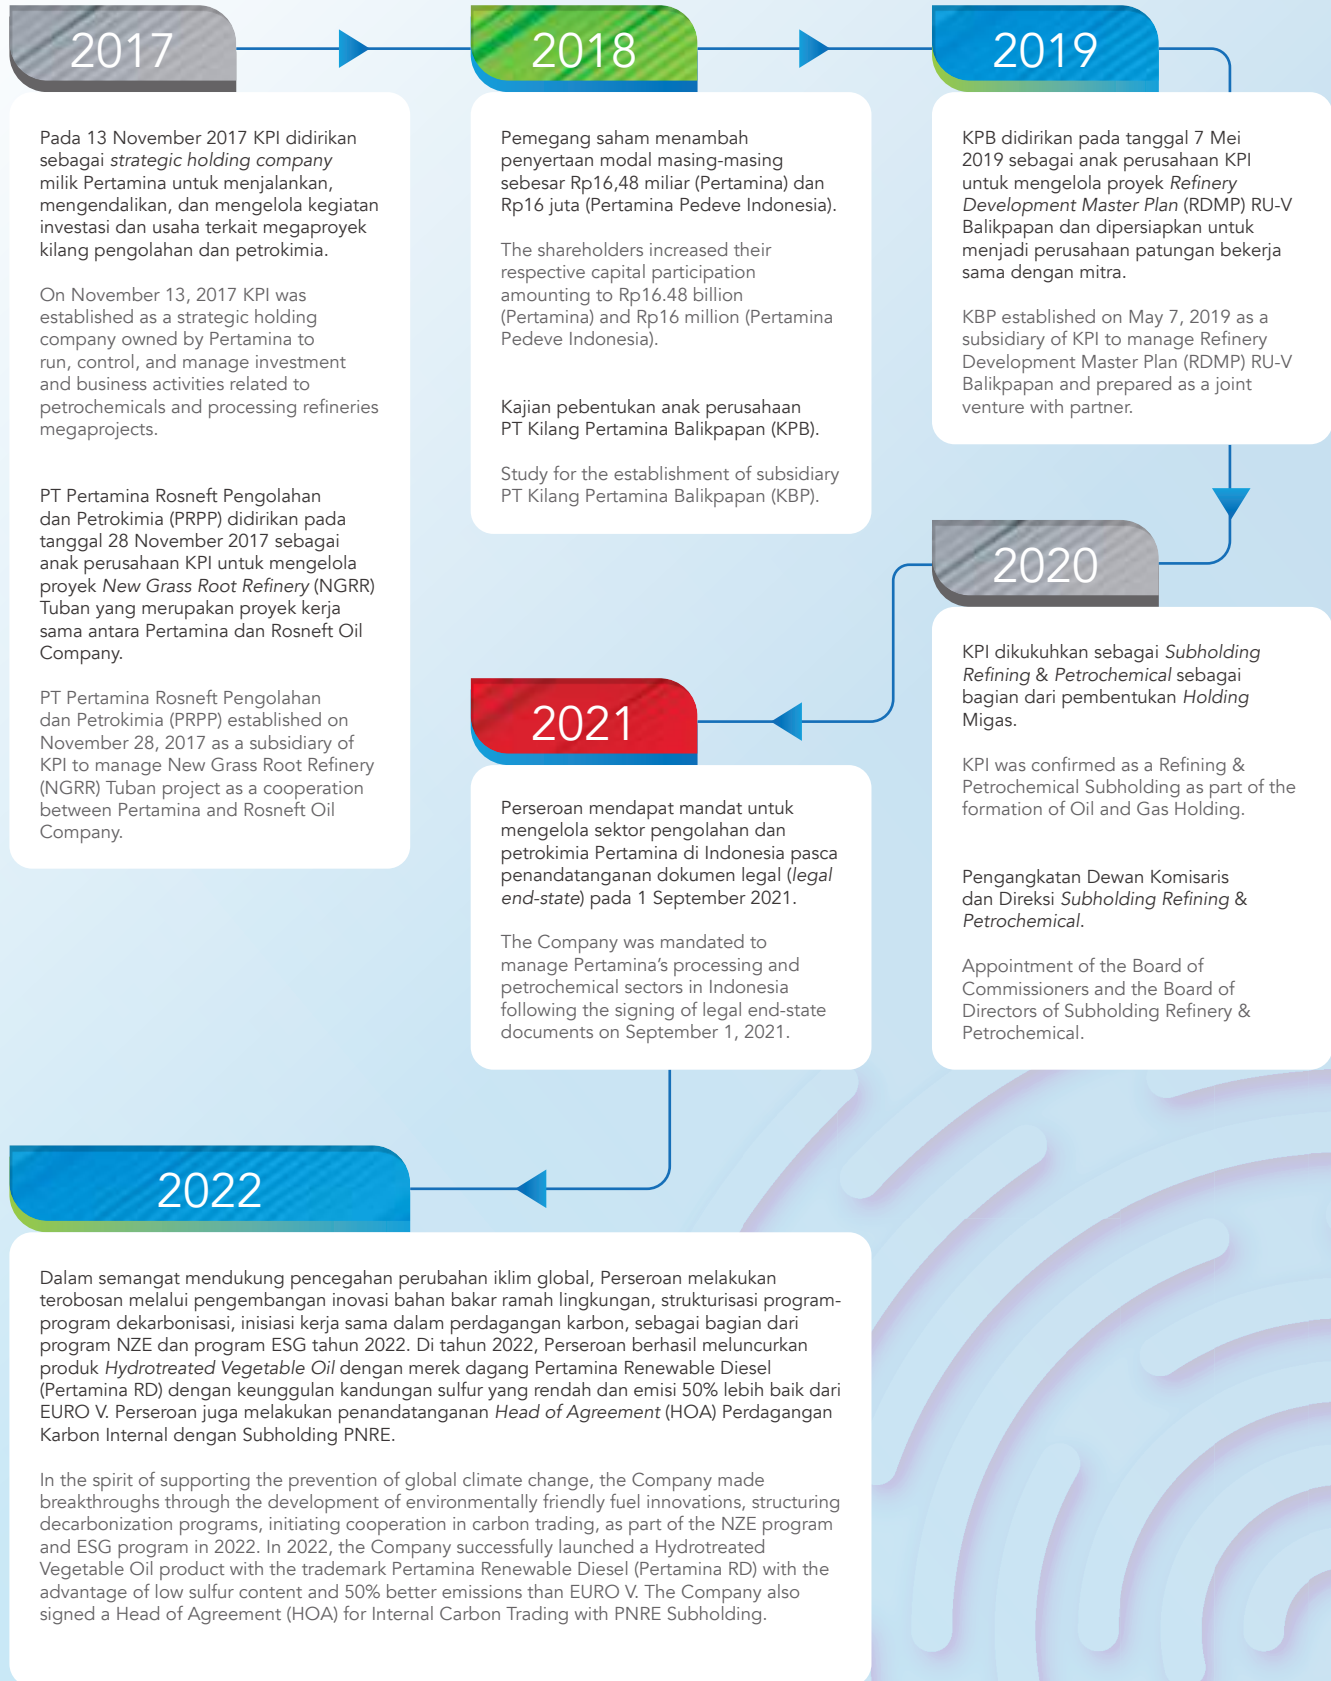 2017
Pada 13 November 2017 KPI didirikan
sebagai strategic holding company
milik Pertamina untuk menjalankan,
mengendalikan, dan mengelola kegiatan
investasi dan usaha terkait megaproyek
kilang pengolahan dan petrokimia.
On November 13, 2017 KPI was
established as a strategic holding
company owned by Pertamina to
run, control, and manage investment
and business activities related to
petrochemicals and processing refineries
megaprojects.
PT Pertamina Rosneft Pengolahan
dan Petrokimia (PRPP) didirikan pada
tanggal 28 November 2017 sebagai
anak perusahaan KPI untuk mengelola
proyek New Grass Root Refinery (NGRR)
Tuban yang merupakan proyek kerja
sama antara Pertamina dan Rosneft Oil
Company.
PT Pertamina Rosneft Pengolahan
dan Petrokimia (PRPP) established on
November 28, 2017 as a subsidiary of
KPI to manage New Grass Root Refinery
(NGRR) Tuban project as a cooperation
between Pertamina and Rosneft Oil
Company.
2018
Pemegang saham menambah
penyertaan modal masing-masing
sebesar Rp16,48 miliar (Pertamina) dan
Rp16 juta (Pertamina Pedeve Indonesia).
The shareholders increased their
respective capital participation
amounting to Rp16.48 billion
(Pertamina) and Rp16 million (Pertamina
Pedeve Indonesia).
Kajian pebentukan anak perusahaan
PT Kilang Pertamina Balikpapan (KPB).
Study for the establishment of subsidiary
PT Kilang Pertamina Balikpapan (KBP).
2019
KPB didirikan pada tanggal 7 Mei
2019 sebagai anak perusahaan KPI
untuk mengelola proyek Refinery
Development Master Plan (RDMP) RU-V
Balikpapan dan dipersiapkan untuk
menjadi perusahaan patungan bekerja
sama dengan mitra.
KBP established on May 7, 2019 as a
subsidiary of KPI to manage Refinery
Development Master Plan (RDMP) RU-V
Balikpapan and prepared as a joint
venture with partner.
2020
KPI dikukuhkan sebagai Subholding
Refining & Petrochemical sebagai
bagian dari pembentukan Holding
Migas.
KPI was confirmed as a Refining &
Petrochemical Subholding as part of the
formation of Oil and Gas Holding.
Pengangkatan Dewan Komisaris
dan Direksi Subholding Refining &
Petrochemical.
Appointment of the Board of
Commissioners and the Board of
Directors of Subholding Refinery &
Petrochemical.
2021
Perseroan mendapat mandat untuk
mengelola sektor pengolahan dan
petrokimia Pertamina di Indonesia pasca
penandatanganan dokumen legal (legal
end-state) pada 1 September 2021.
The Company was mandated to
manage Pertamina’s processing and
petrochemical sectors in Indonesia
following the signing of legal end-state
documents on September 1, 2021.
2022
Dalam semangat mendukung pencegahan perubahan iklim global, Perseroan melakukan
terobosan melalui pengembangan inovasi bahan bakar ramah lingkungan, strukturisasi program-
program dekarbonisasi, inisiasi kerja sama dalam perdagangan karbon, sebagai bagian dari
program NZE dan program ESG tahun 2022. Di tahun 2022, Perseroan berhasil meluncurkan
produk Hydrotreated Vegetable Oil dengan merek dagang Pertamina Renewable Diesel
(Pertamina RD) dengan keunggulan kandungan sulfur yang rendah dan emisi 50% lebih baik dari
EURO V. Perseroan juga melakukan penandatanganan Head of Agreement (HOA) Perdagangan
Karbon Internal dengan Subholding PNRE.
In the spirit of supporting the prevention of global climate change, the Company made
breakthroughs through the development of environmentally friendly fuel innovations, structuring
decarbonization programs, initiating cooperation in carbon trading, as part of the NZE program
and ESG program in 2022. In 2022, the Company successfully launched a Hydrotreated
Vegetable Oil product with the trademark Pertamina Renewable Diesel (Pertamina RD) with the
advantage of low sulfur content and 50% better emissions than EURO V. The Company also
signed a Head of Agreement (HOA) for Internal Carbon Trading with PNRE Subholding.